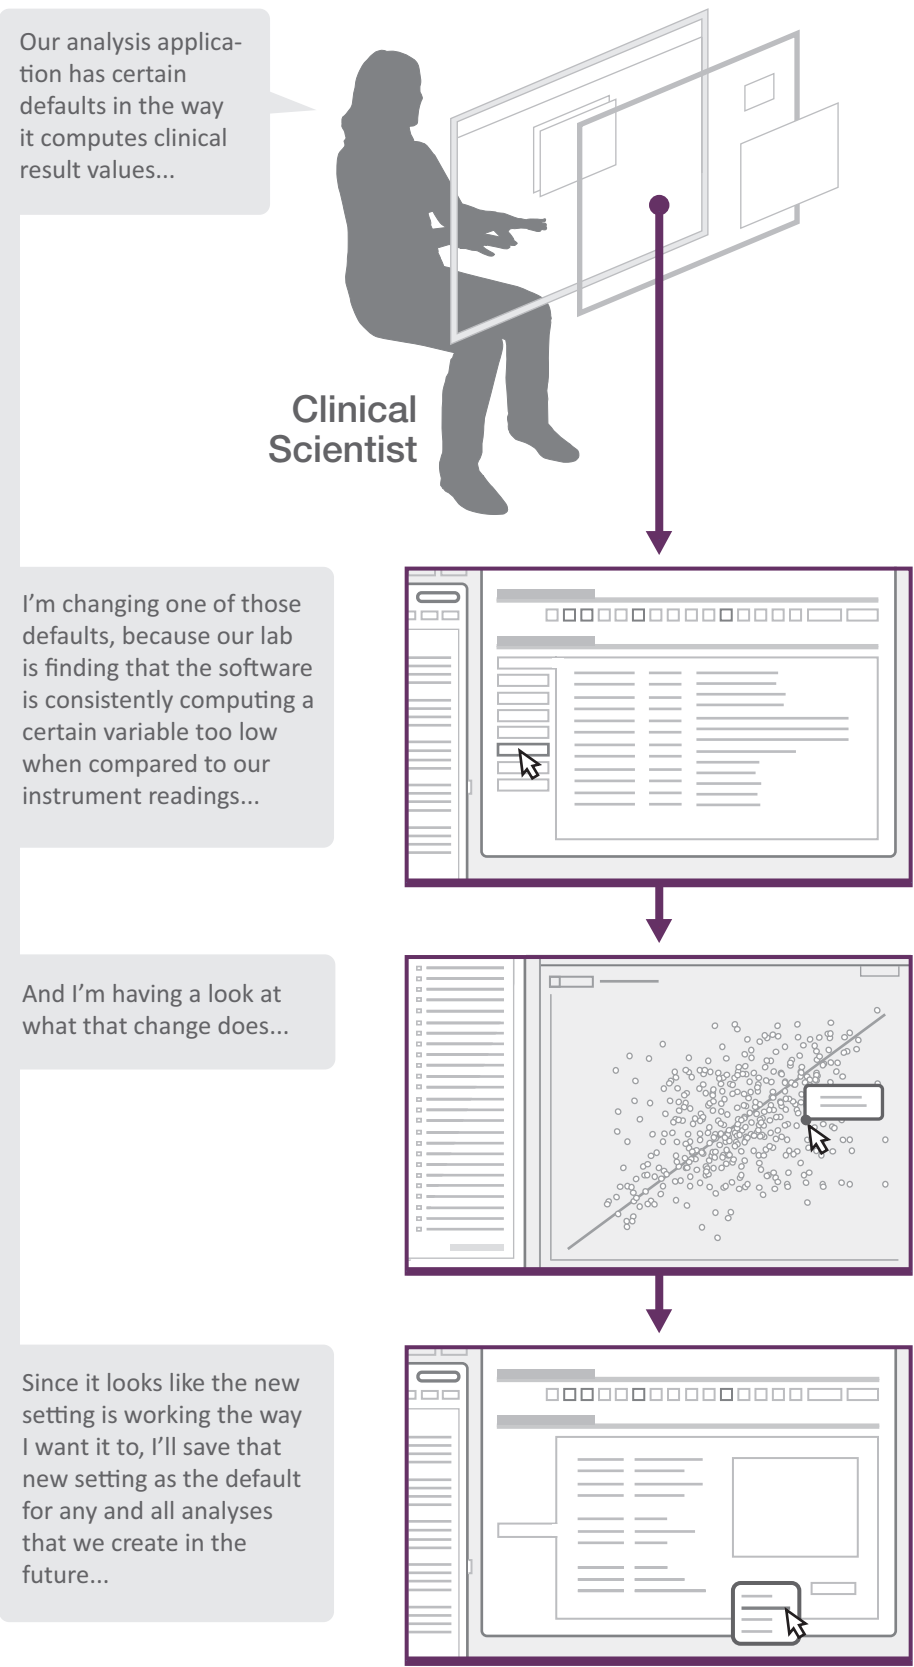 Our analysis applica-
tion has certain
defaults in the way
it computes clinical
result values...
Clinical
Scientist
I'm changing one of those
defaults, because our lab
is finding that the software
is consistently computing a
certain variable too low
when compared to our
instrument readings...
And I'm having a look at
what that change does...
Since it looks like the new
setting is working the way
I want it to, I'll save that
new setting as the default
for any and all analyses
that we create in the
future...